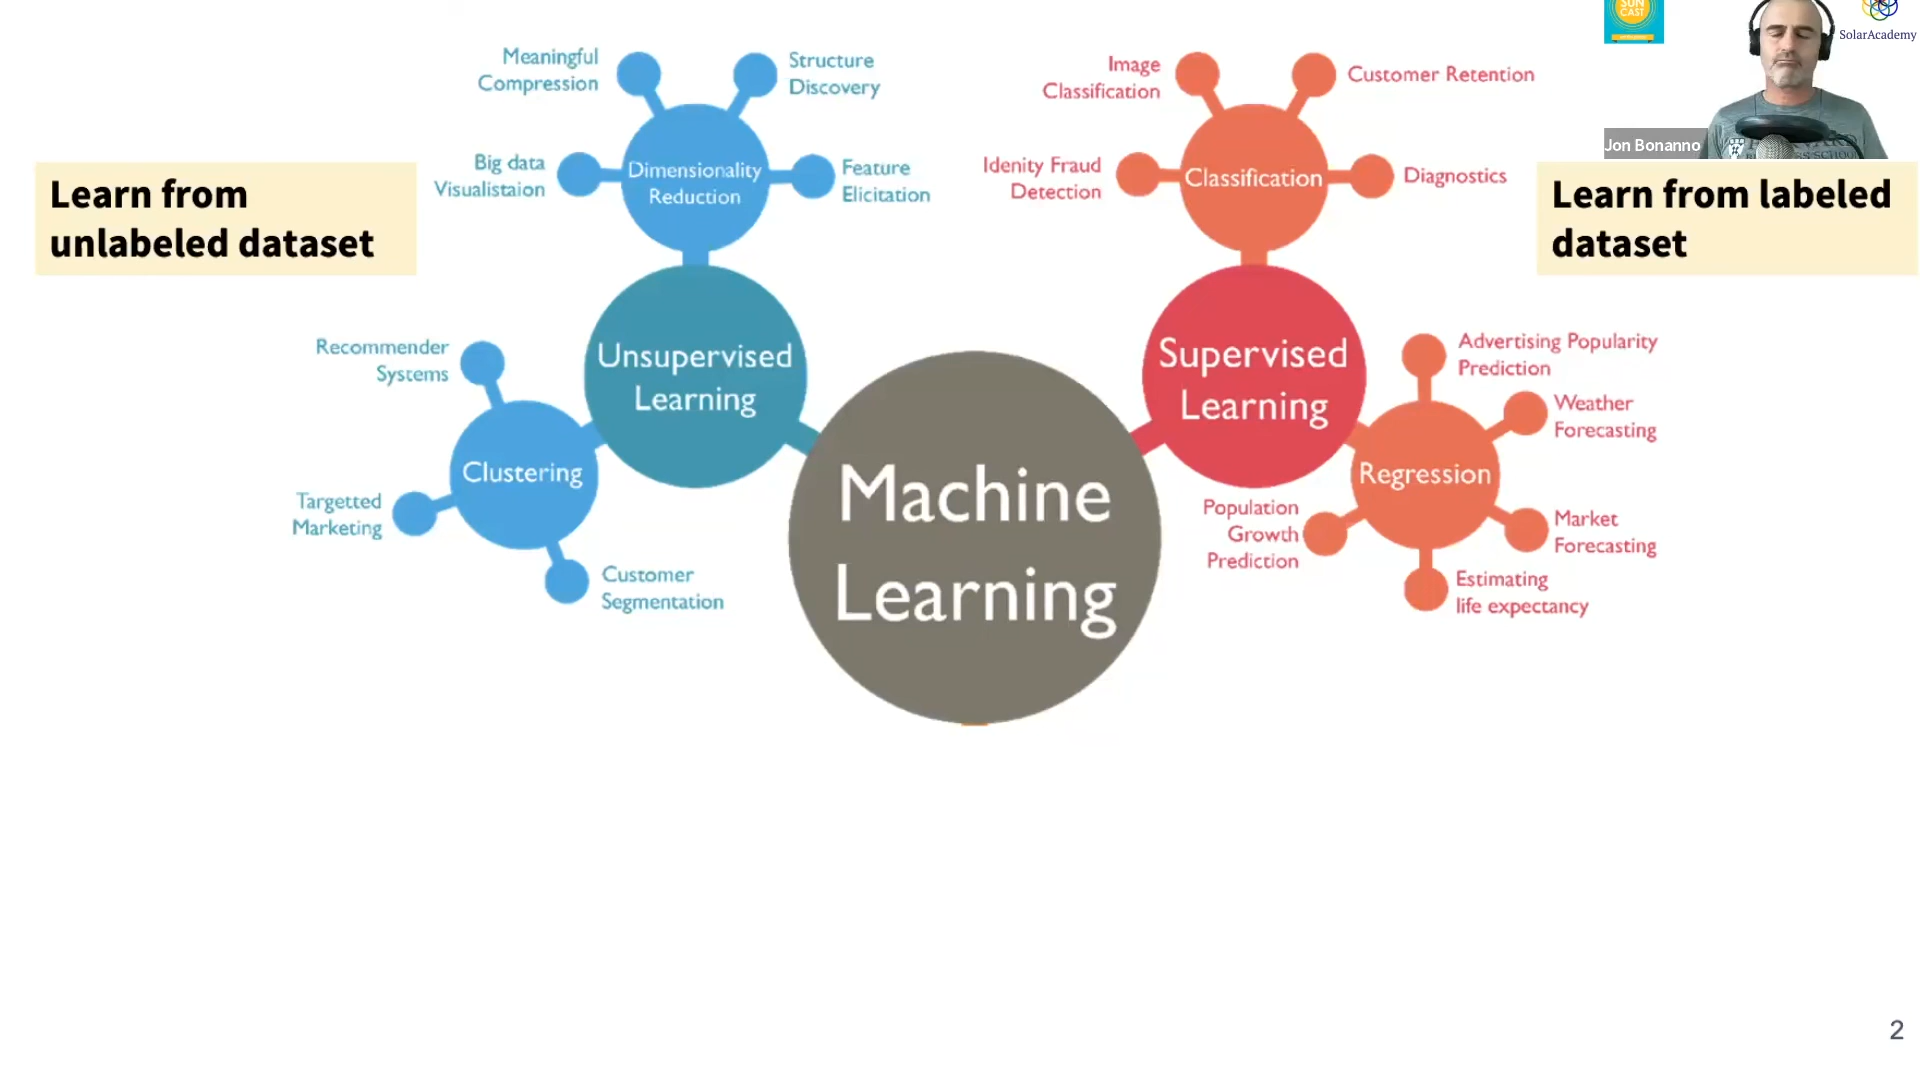 SUN
CAST
SolarAcademy
Jon Bonanno
Meaningful
Compression
Structure
Discovery
Big data
Visualistaion
Dimensionality
Reduction
Feature
Elicitation
Image
Classification
Customer Retention
Idenity Fraud
Detection
Classification
Diagnostics
Learn from
unlabeled dataset
Learn from labeled
dataset
Recommender
Systems
Unsupervised
Learning
Clustering
Targetted
Marketing
Customer
Segmentation
Machine
Learning
Supervised
Learning
Advertising Popularity
Prediction
Weather
Forecasting
Regression
Population
Growth
Prediction
Market
Forecasting
Estimating
life expectancy
2